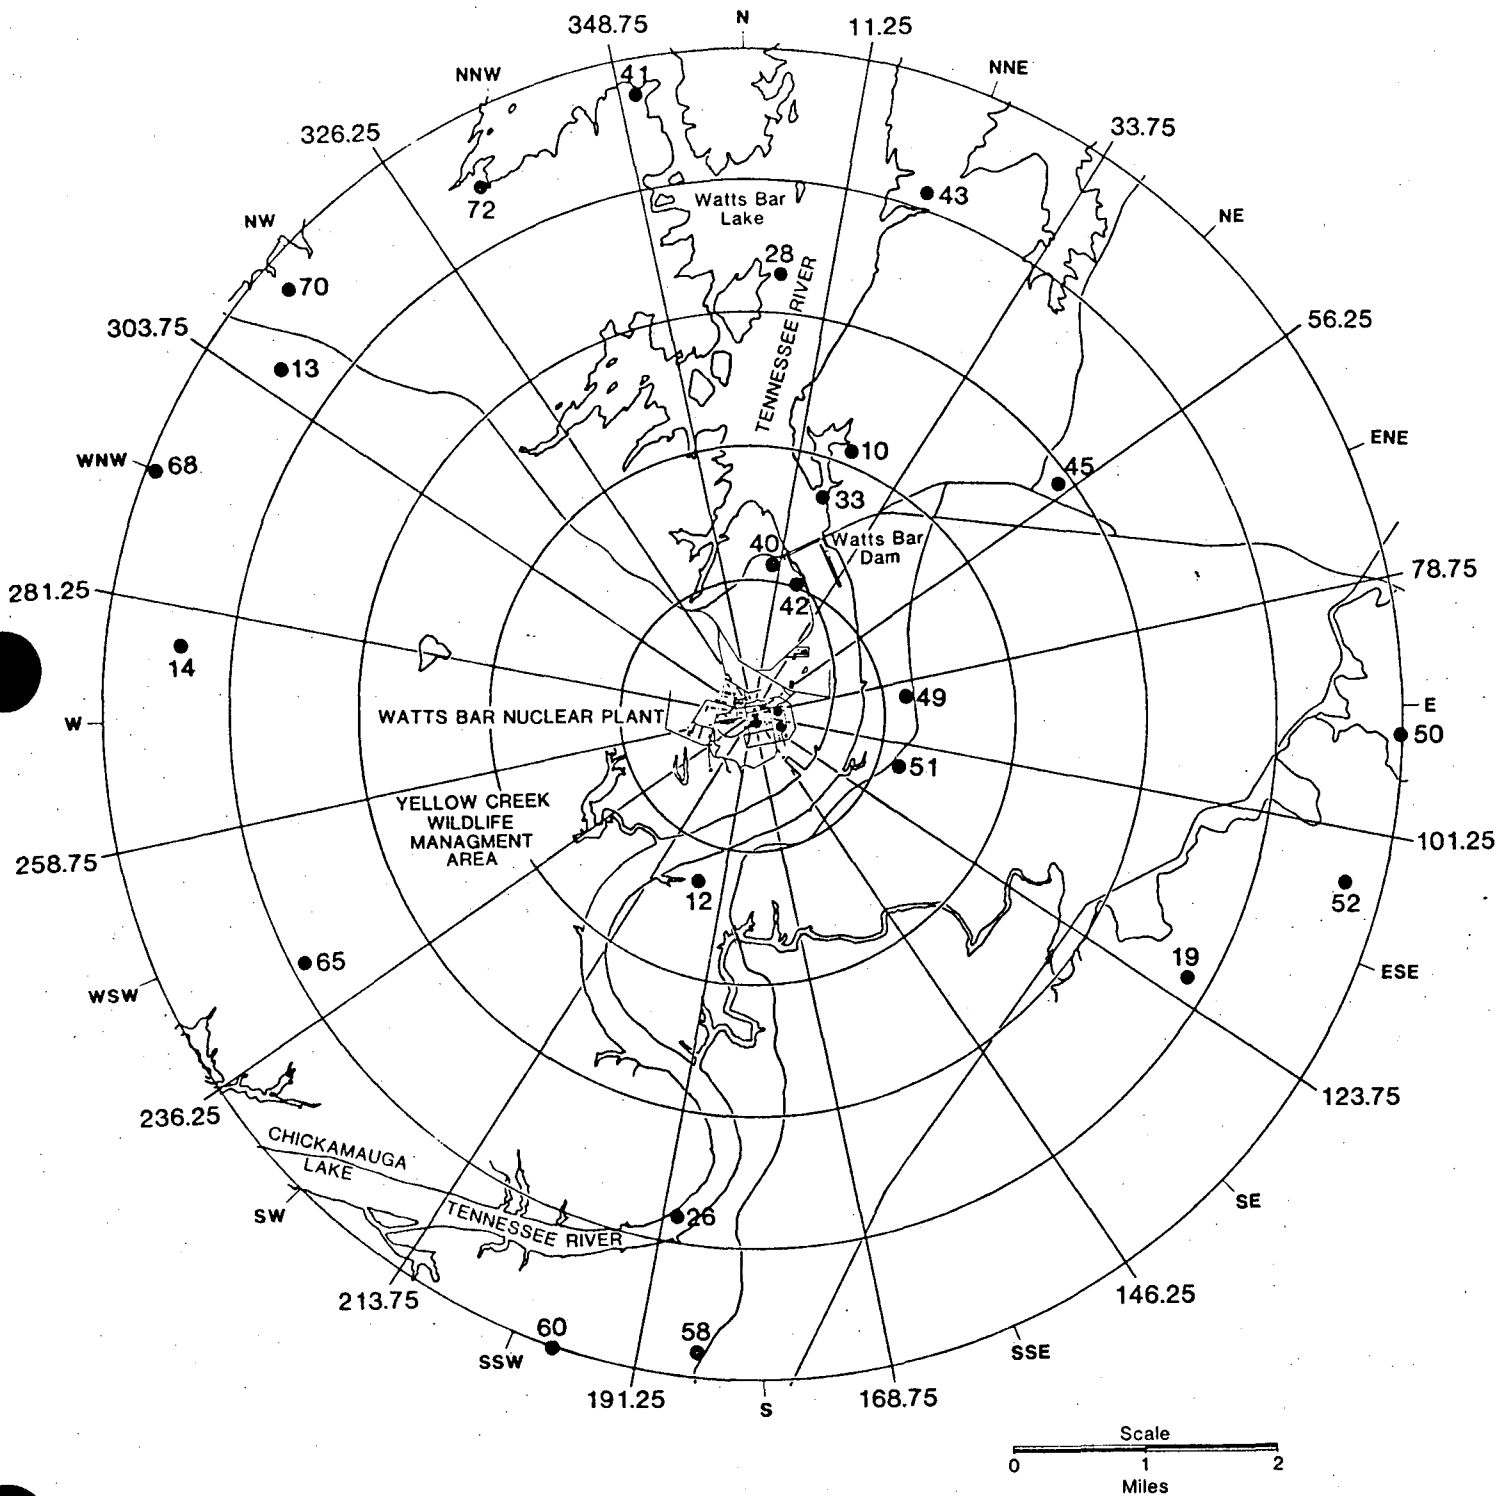 348.75
N
11.25
NNW
41
NNE
326.25
33.75
72
Watts Bar
Lake
43
NW
NE
28
70
TENNESSEE RIVER
303.75
56.25
13
WNW
68
10
ENE
45
33
40
Watts Bar
Dam
78.75
281.25
42
14
49
E
W
WATTS BAR NUCLEAR PLANT
50
51
YELLOW CREEK
WILDLIFE
MANAGMENT
AREA
258.75
101.25
12
52
65
19
WSW
ESE
236.25
123.75
CHICKAMAUGA
LAKE
SW
TENNESSEE RIVER
26
SE
213.75
146.25
60
58
SSW
SSE
191.25
S
168.75
Scale
0 1 2
Miles